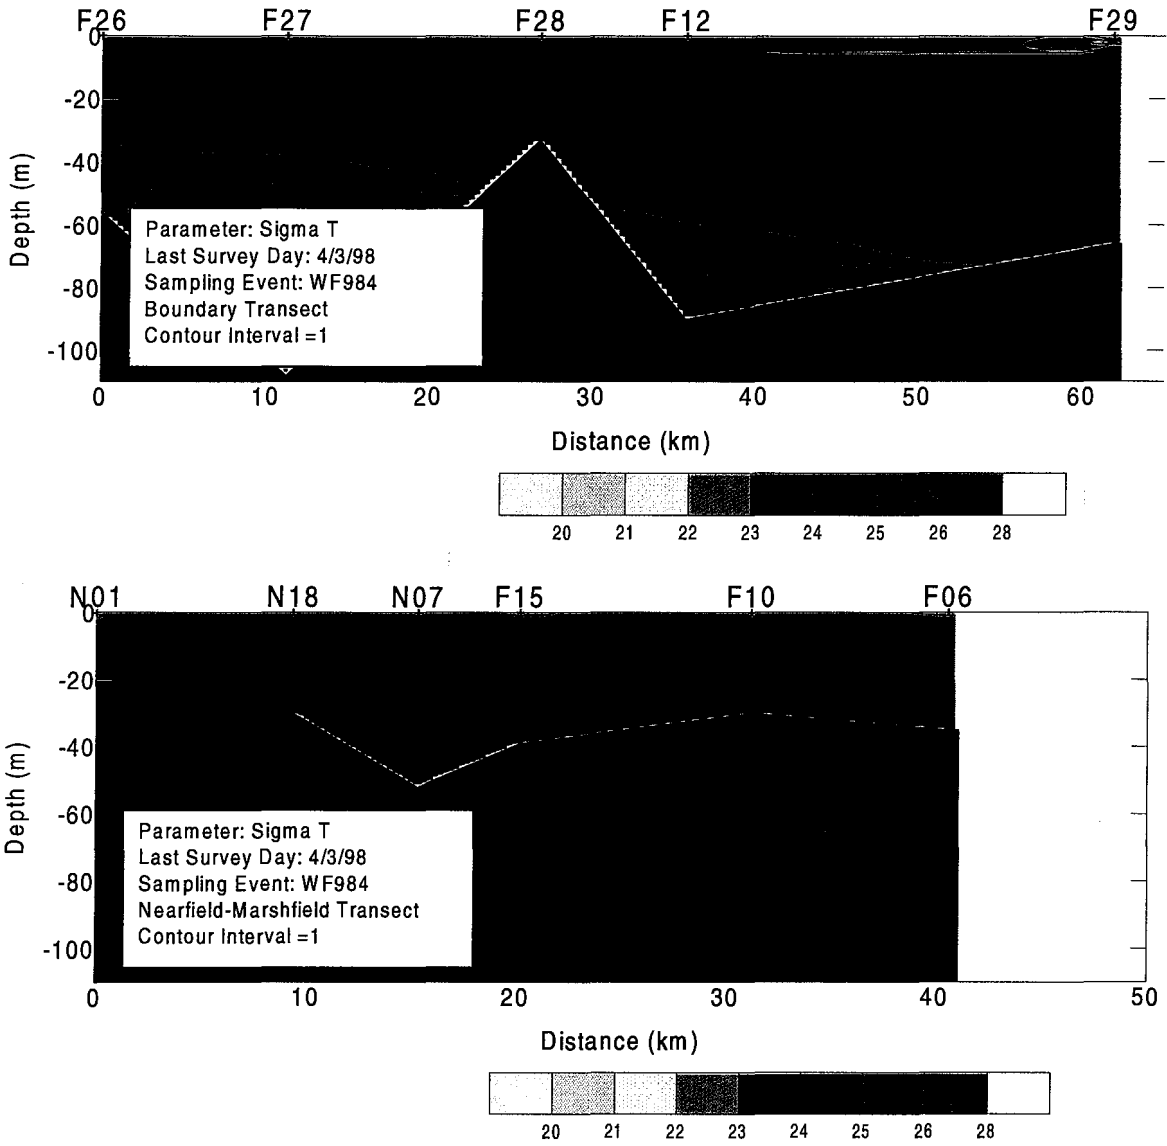 F26 F27 F28 F12 F29
0
-20
-40
-60
-80
-100
Depth (m)
Parameter: Sigma T
Last Survey Day: 4/3/98
Sampling Event: WF984
Boundary Transect
Contour Interval =1
0 10 20 30 40 50 60
Distance (km)
20 21 22 23 24 25 26 28
N01 N18 N07 F15 F10 F06
0
-20
-40
-60
-80
-100
Depth (m)
Parameter: Sigma T
Last Survey Day: 4/3/98
Sampling Event: WF984
Nearfield-Marshfield Transect
Contour Interval =1
0 10 20 30 40 50
Distance (km)
20 21 22 23 24 25 26 28